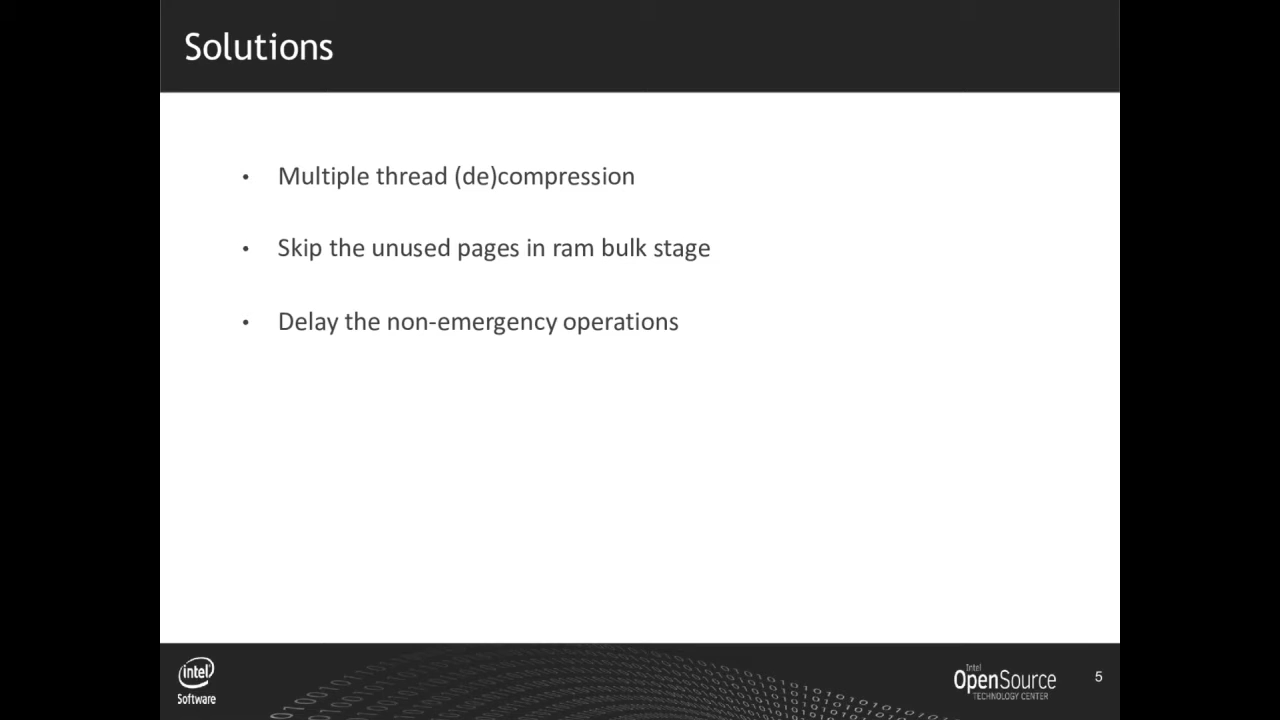 Solutions
• Multiple thread (de)compression
• Skip the unused pages in ram bulk stage
• Delay the non-emergency operations
intel
Software
Intel
OpenSource
TECHNOLOGY CENTER
5